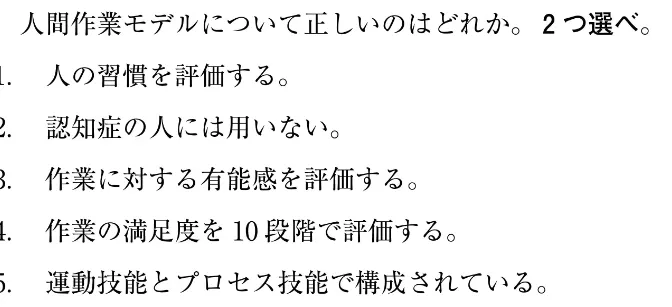 人間作業モデルについて正しいのはどれか。2つ選べ。
1. 人の習慣を評価する。
2. 認知症の人には用いない。
3. 作業に対する有能感を評価する。
4. 作業の満足度を10段階で評価する。
5. 運動技能とプロセス技能で構成されている。